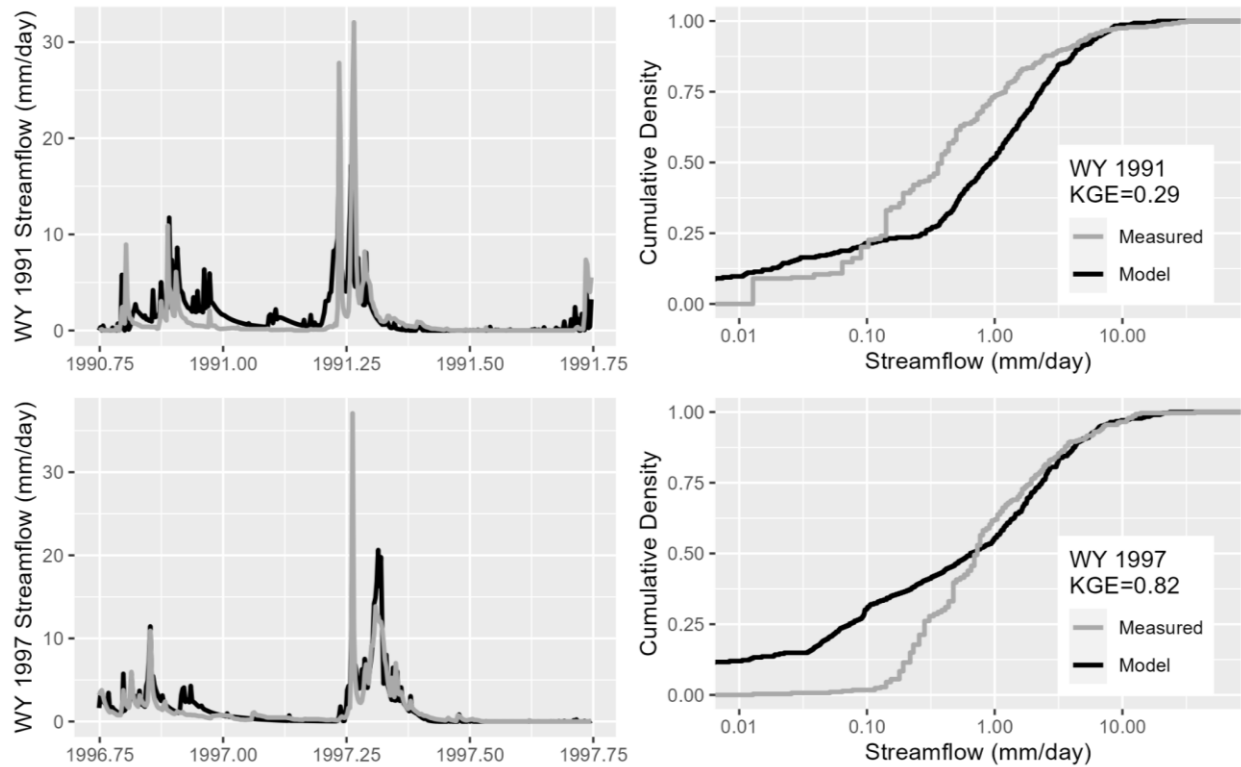 WY 1991 Streamflow (mm/day)
30
20
10
0
1990.75 1991.00 1991.25 1991.50 1991.75
Cumulative Density
1.00
0.75
0.50
0.25
0.00
WY 1991
KGE=0.29
Measured
Model
0.01 0.10 1.00 10.00
Streamflow (mm/day)
WY 1997 Streamflow (mm/day)
30
20
10
0
1996.75 1997.00 1997.25 1997.50 1997.75
Cumulative Density
1.00
0.75
0.50
0.25
0.00
WY 1997
KGE=0.82
Measured
Model
0.01 0.10 1.00 10.00
Streamflow (mm/day)